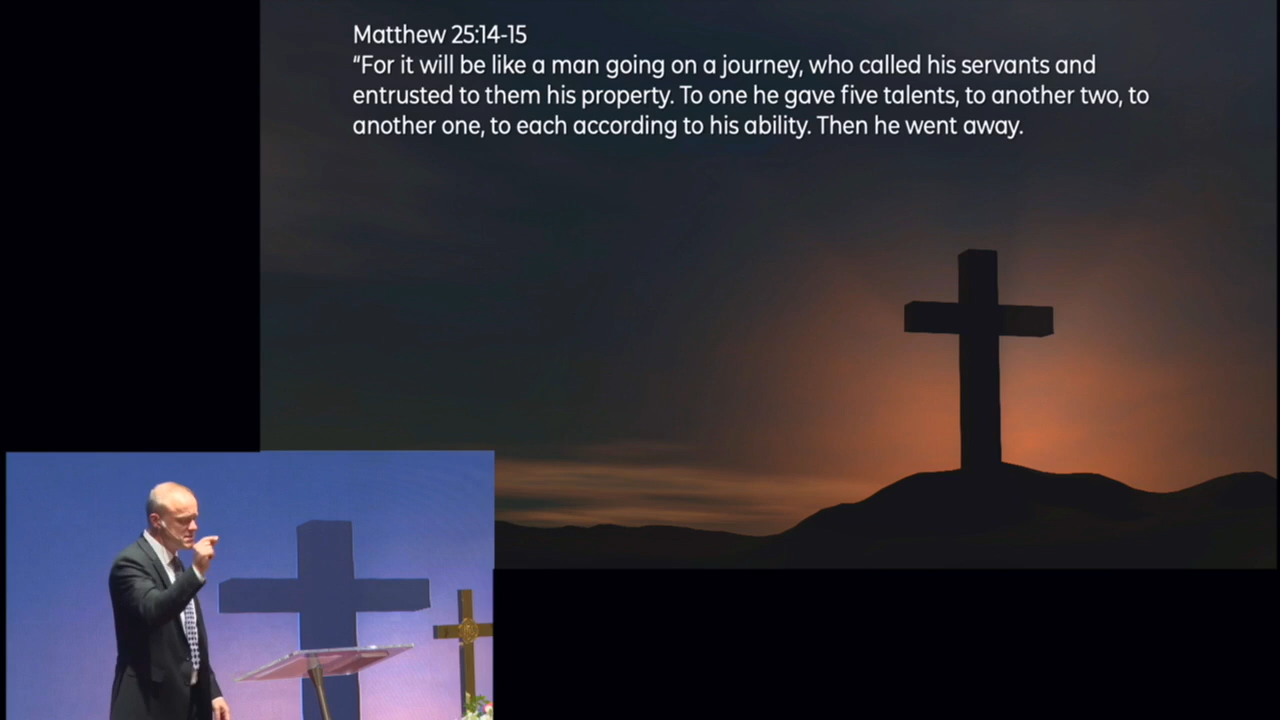 Matthew 25:14-15
“For it will be like a man going on a journey, who called his servants and
entrusted to them his property. To one he gave five talents, to another two, to
another one, to each according to his ability. Then he went away.